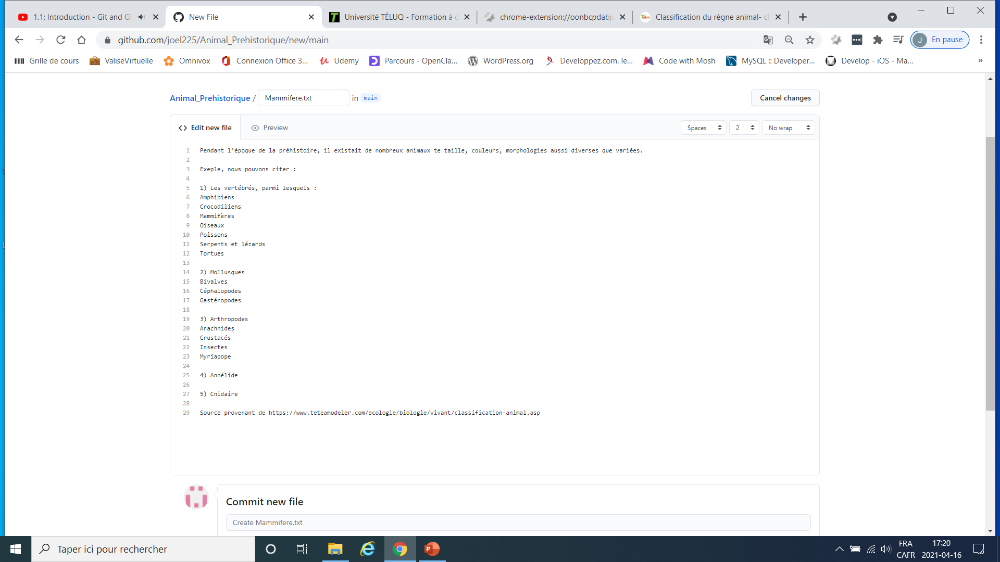 1.1: Introduction - Git and Gi
New File
Université TÉLUQ - Formation à d
chrome-extension://oonbcpdabj
Classification du règne animal- cl
github.com/joel225/Animal_Prehistorique/new/main
J En pause
Grille de cours ValiseVirtuelle Omnivox Connexion Office 3... Udemy Parcours - OpenCla... WordPress.org Developpez.com, le... Code with Mosh MySQL :: Developer... Develop - iOS - Ma... »
Animal_Prehistorique / Mammifere.txt in main Cancel changes
Edit new file Preview Spaces 2 No wrap
1 Pendant l'époque de la préhistoire, il existait de nombreux animaux te taille, couleurs, morphologies aussi diverses que variées.
2
3 Exeple, nous pouvons citer :
4
5 1) Les vertébrés, parmi lesquels :
6 Amphibiens
7 Crocodiliens
8 Mammifères
9 Oiseaux
10 Poissons
11 Serpents et lézards
12 Tortues
13
14 2) Mollusques
15 Bivalves
16 Céphalopodes
17 Gastéropodes
18
19 3) Arthropodes
20 Arachnides
21 Crustacés
22 Insectes
23 Myriapope
24
25 4) Annélide
26
27 5) Cnidaire
28
29 Source provenant de https://www.teteamodeler.com/ecologie/biologie/vivant/classification-animal.asp
Commit new file
Create Mammifere.txt
Taper ici pour rechercher
FRA 17:20
CAFR 2021-04-16